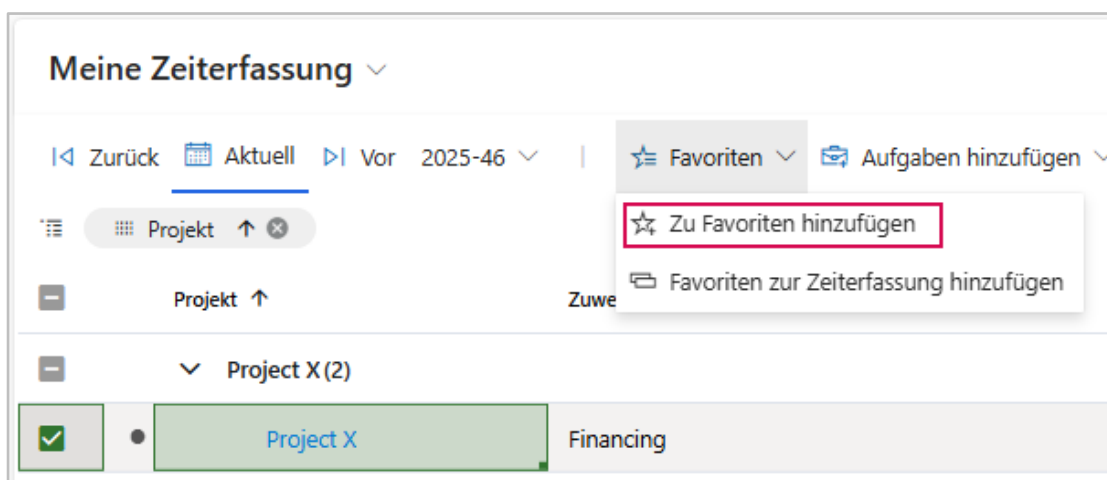 Meine Zeiterfassung
Zurück Aktuell Vor 2025-46 Favoriten Aufgaben hinzufügen
Projekt
Zu Favoriten hinzufügen
Favoriten zur Zeiterfassung hinzufügen
Projekt Zuwe
Project X (2)
Project X Financing